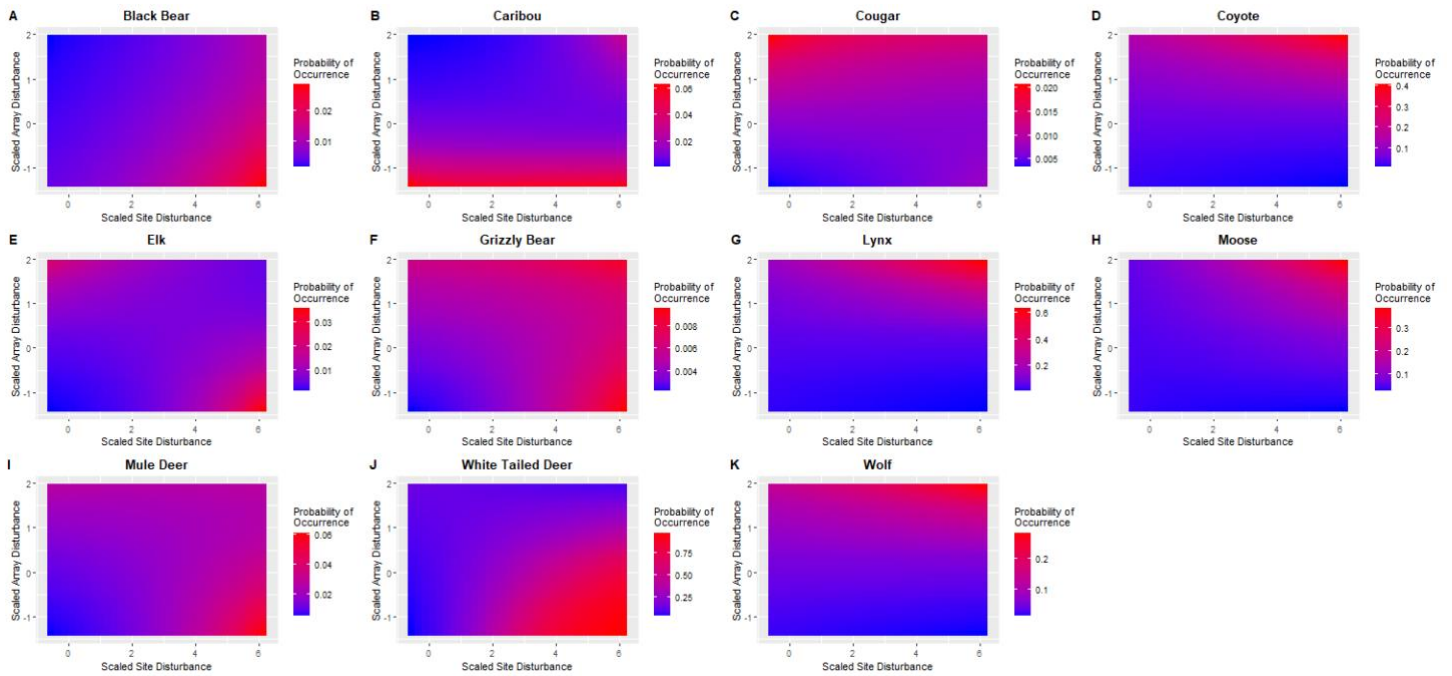 A Black Bear
Scaled Array Disturbance
2
1
0
-1
0 2 4 6
Scaled Site Disturbance
Probability of
Occurrence
0.02
0.01
B Caribou
Scaled Array Disturbance
2
1
0
-1
0 2 4 6
Scaled Site Disturbance
Probability of
Occurrence
0.06
0.04
0.02
C Cougar
Scaled Array Disturbance
2
1
0
-1
0 2 4 6
Scaled Site Disturbance
Probability of
Occurrence
0.020
0.015
0.010
0.005
D Coyote
Scaled Array Disturbance
2
1
0
-1
0 2 4 6
Scaled Site Disturbance
Probability of
Occurrence
0.4
0.3
0.2
0.1
E Elk
Scaled Array Disturbance
2
1
0
-1
0 2 4 6
Scaled Site Disturbance
Probability of
Occurrence
0.03
0.02
0.01
F Grizzly Bear
Scaled Array Disturbance
2
1
0
-1
0 2 4 6
Scaled Site Disturbance
Probability of
Occurrence
0.008
0.006
0.004
G Lynx
Scaled Array Disturbance
2
1
0
-1
0 2 4 6
Scaled Site Disturbance
Probability of
Occurrence
0.6
0.4
0.2
H Moose
Scaled Array Disturbance
2
1
0
-1
0 2 4 6
Scaled Site Disturbance
Probability of
Occurrence
0.3
0.2
0.1
I Mule Deer
Scaled Array Disturbance
2
1
0
-1
0 2 4 6
Scaled Site Disturbance
Probability of
Occurrence
0.06
0.04
0.02
J White Tailed Deer
Scaled Array Disturbance
2
1
0
-1
0 2 4 6
Scaled Site Disturbance
Probability of
Occurrence
0.75
0.50
0.25
K Wolf
Scaled Array Disturbance
2
1
0
-1
0 2 4 6
Scaled Site Disturbance
Probability of
Occurrence
0.2
0.1